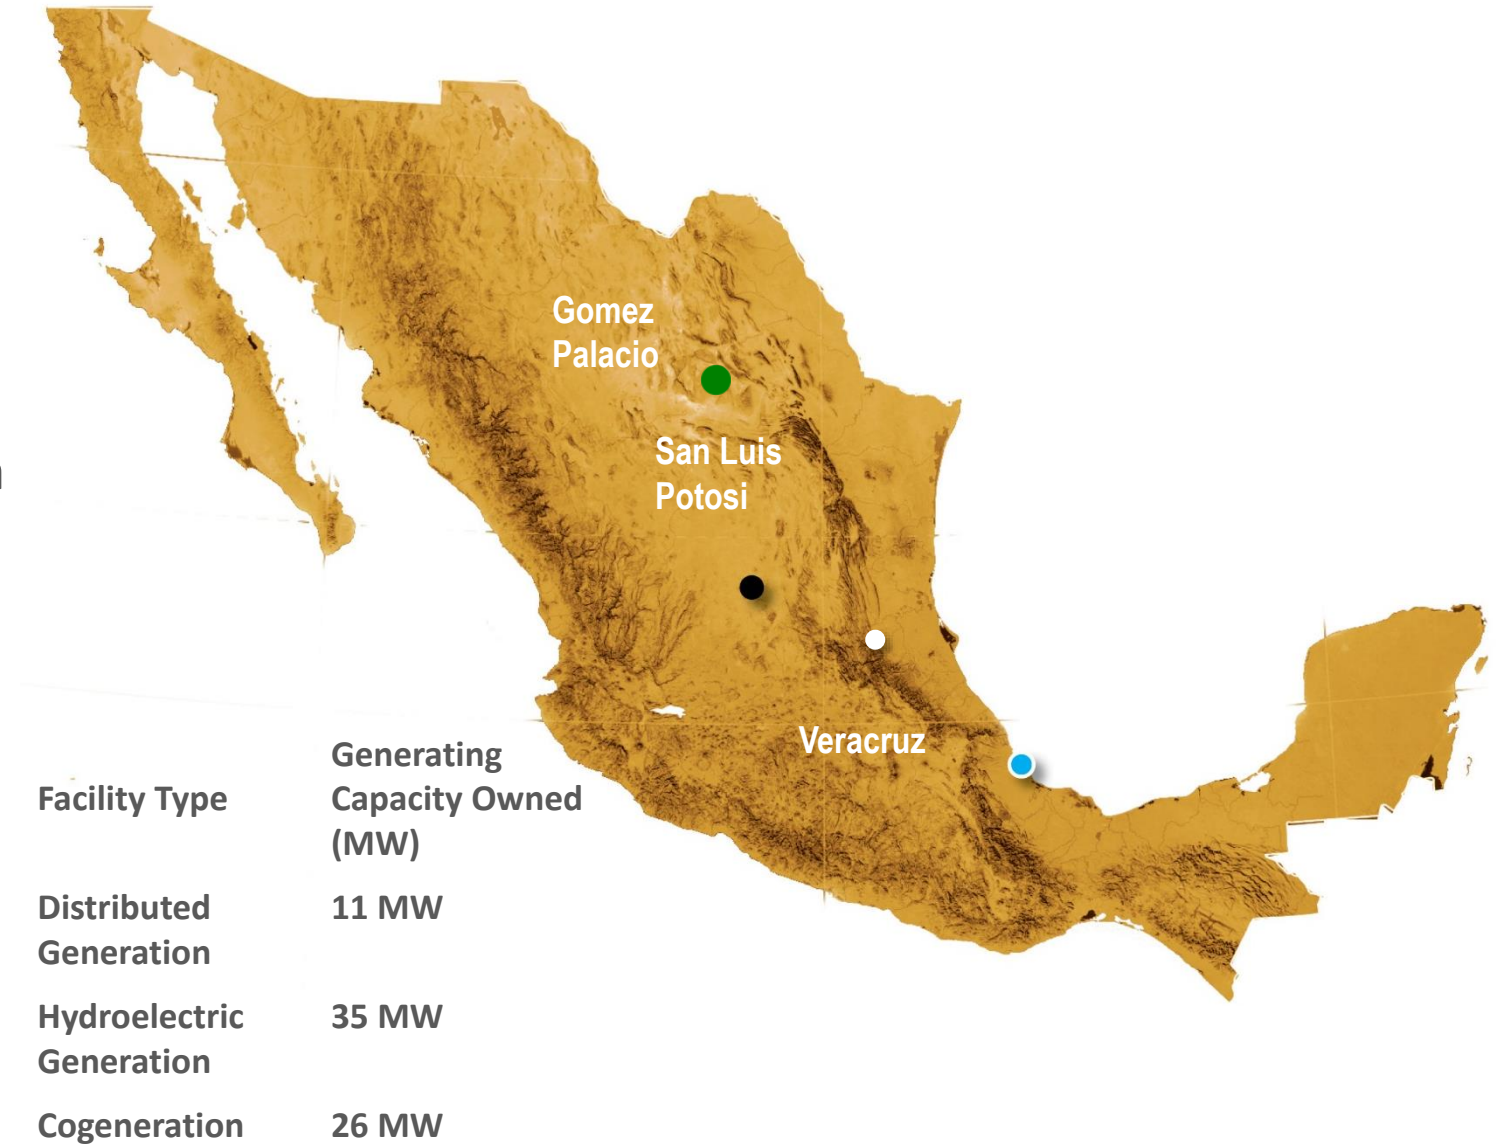 Gomez
Palacio
San Luis
Potosi
Veracruz
Facility Type
Generating
Capacity Owned
(MW)
Distributed
Generation
11 MW
Hydroelectric
Generation
35 MW
Cogeneration
26 MW